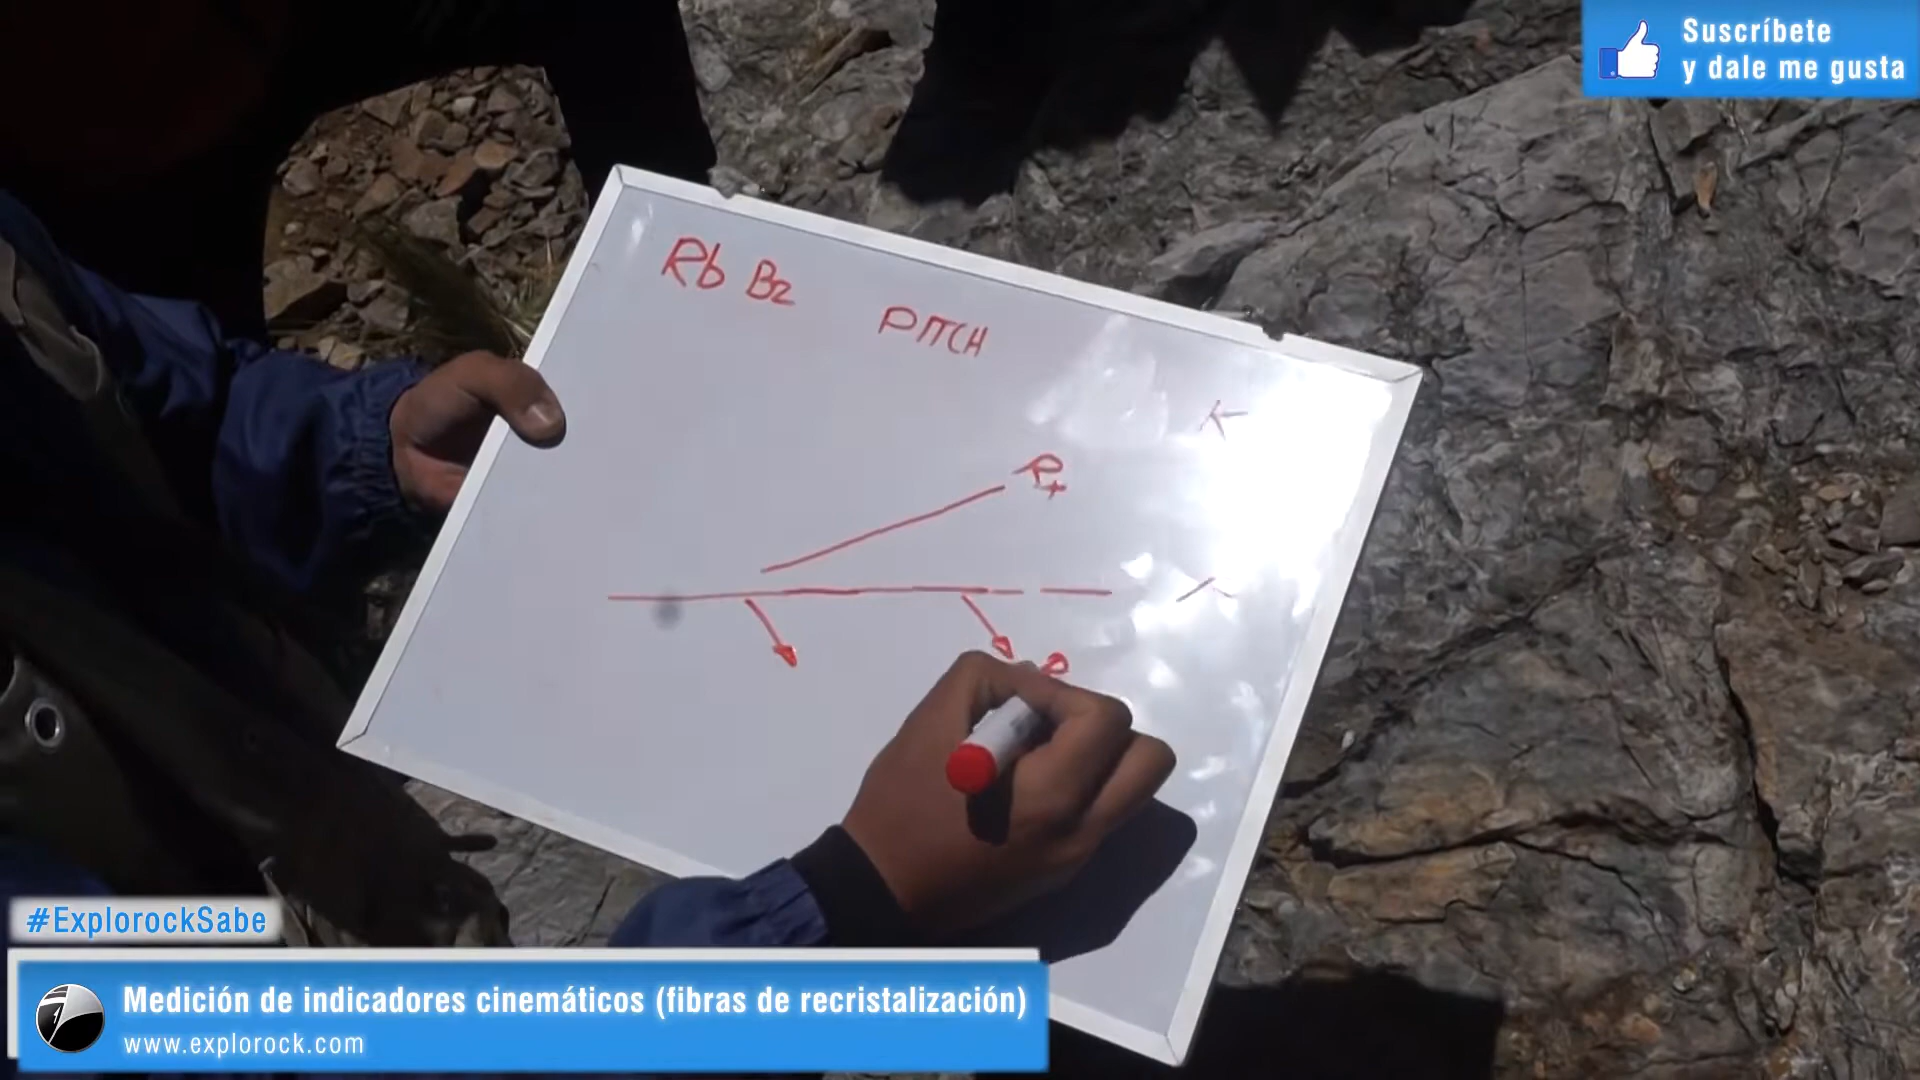 Suscríbete
y dale me gusta
Rb Bz PITCH
R+
#ExplorockSabe
Medición de indicadores cinemáticos (fibras de recristalización)
www.explorock.com